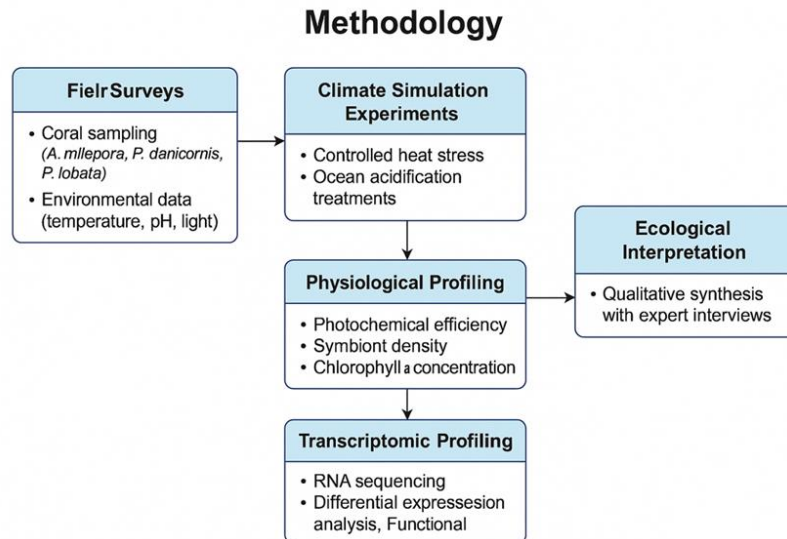 Methodology
Fielr Surveys
• Coral sampling
(A. mllepora, P. danicornis,
P. lobata)
• Environmental data
(temperature, pH, light)
Climate Simulation
Experiments
• Controlled heat stress
• Ocean acidification
treatments
Physiological Profiling
• Photochemical efficiency
• Symbiont density
• Chlorophyll a concentration
Ecological
Interpretation
• Qualitative synthesis
with expert interviews
Transcriptomic Profiling
• RNA sequencing
• Differential expressesion
analysis, Functional